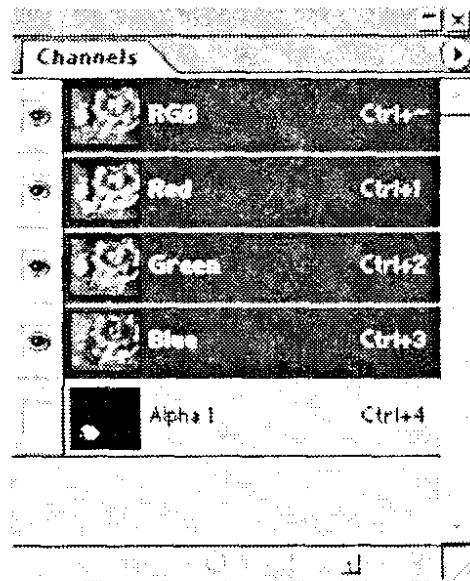 Channels
RGB Ctrl+~
Red Ctrl+1
Green Ctrl+2
Blue Ctrl+3
Alpha 1 Ctrl+4